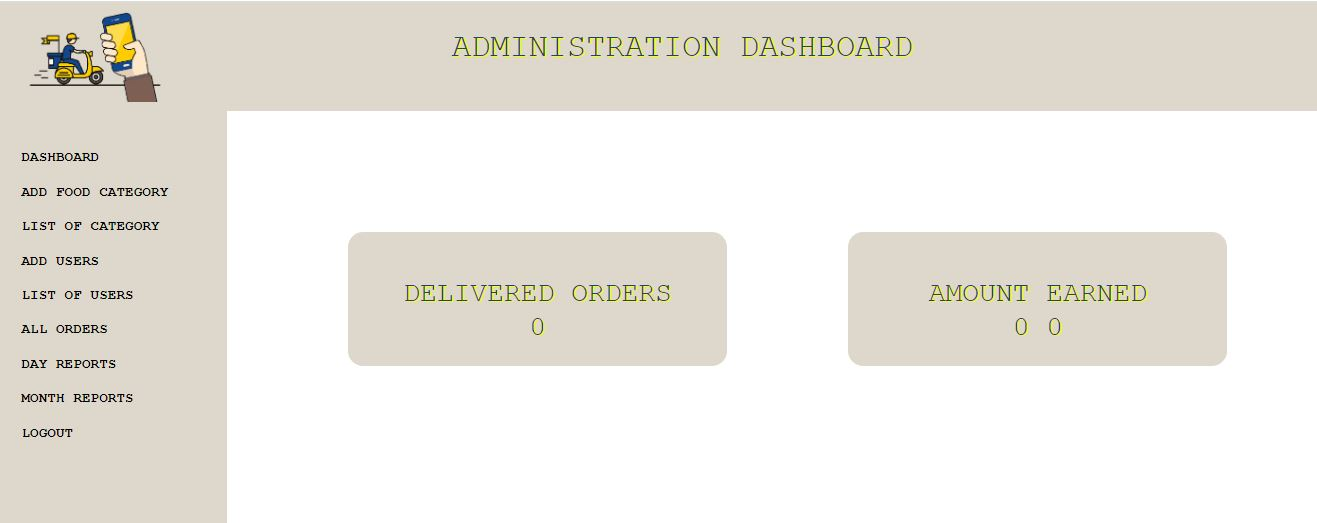 ADMINISTRATION DASHBOARD
DASHBOARD
ADD FOOD CATEGORY
LIST OF CATEGORY
ADD USERS
LIST OF USERS
ALL ORDERS
DAY REPORTS
MONTH REPORTS
LOGOUT
DELIVERED ORDERS
0
AMOUNT EARNED
0 0